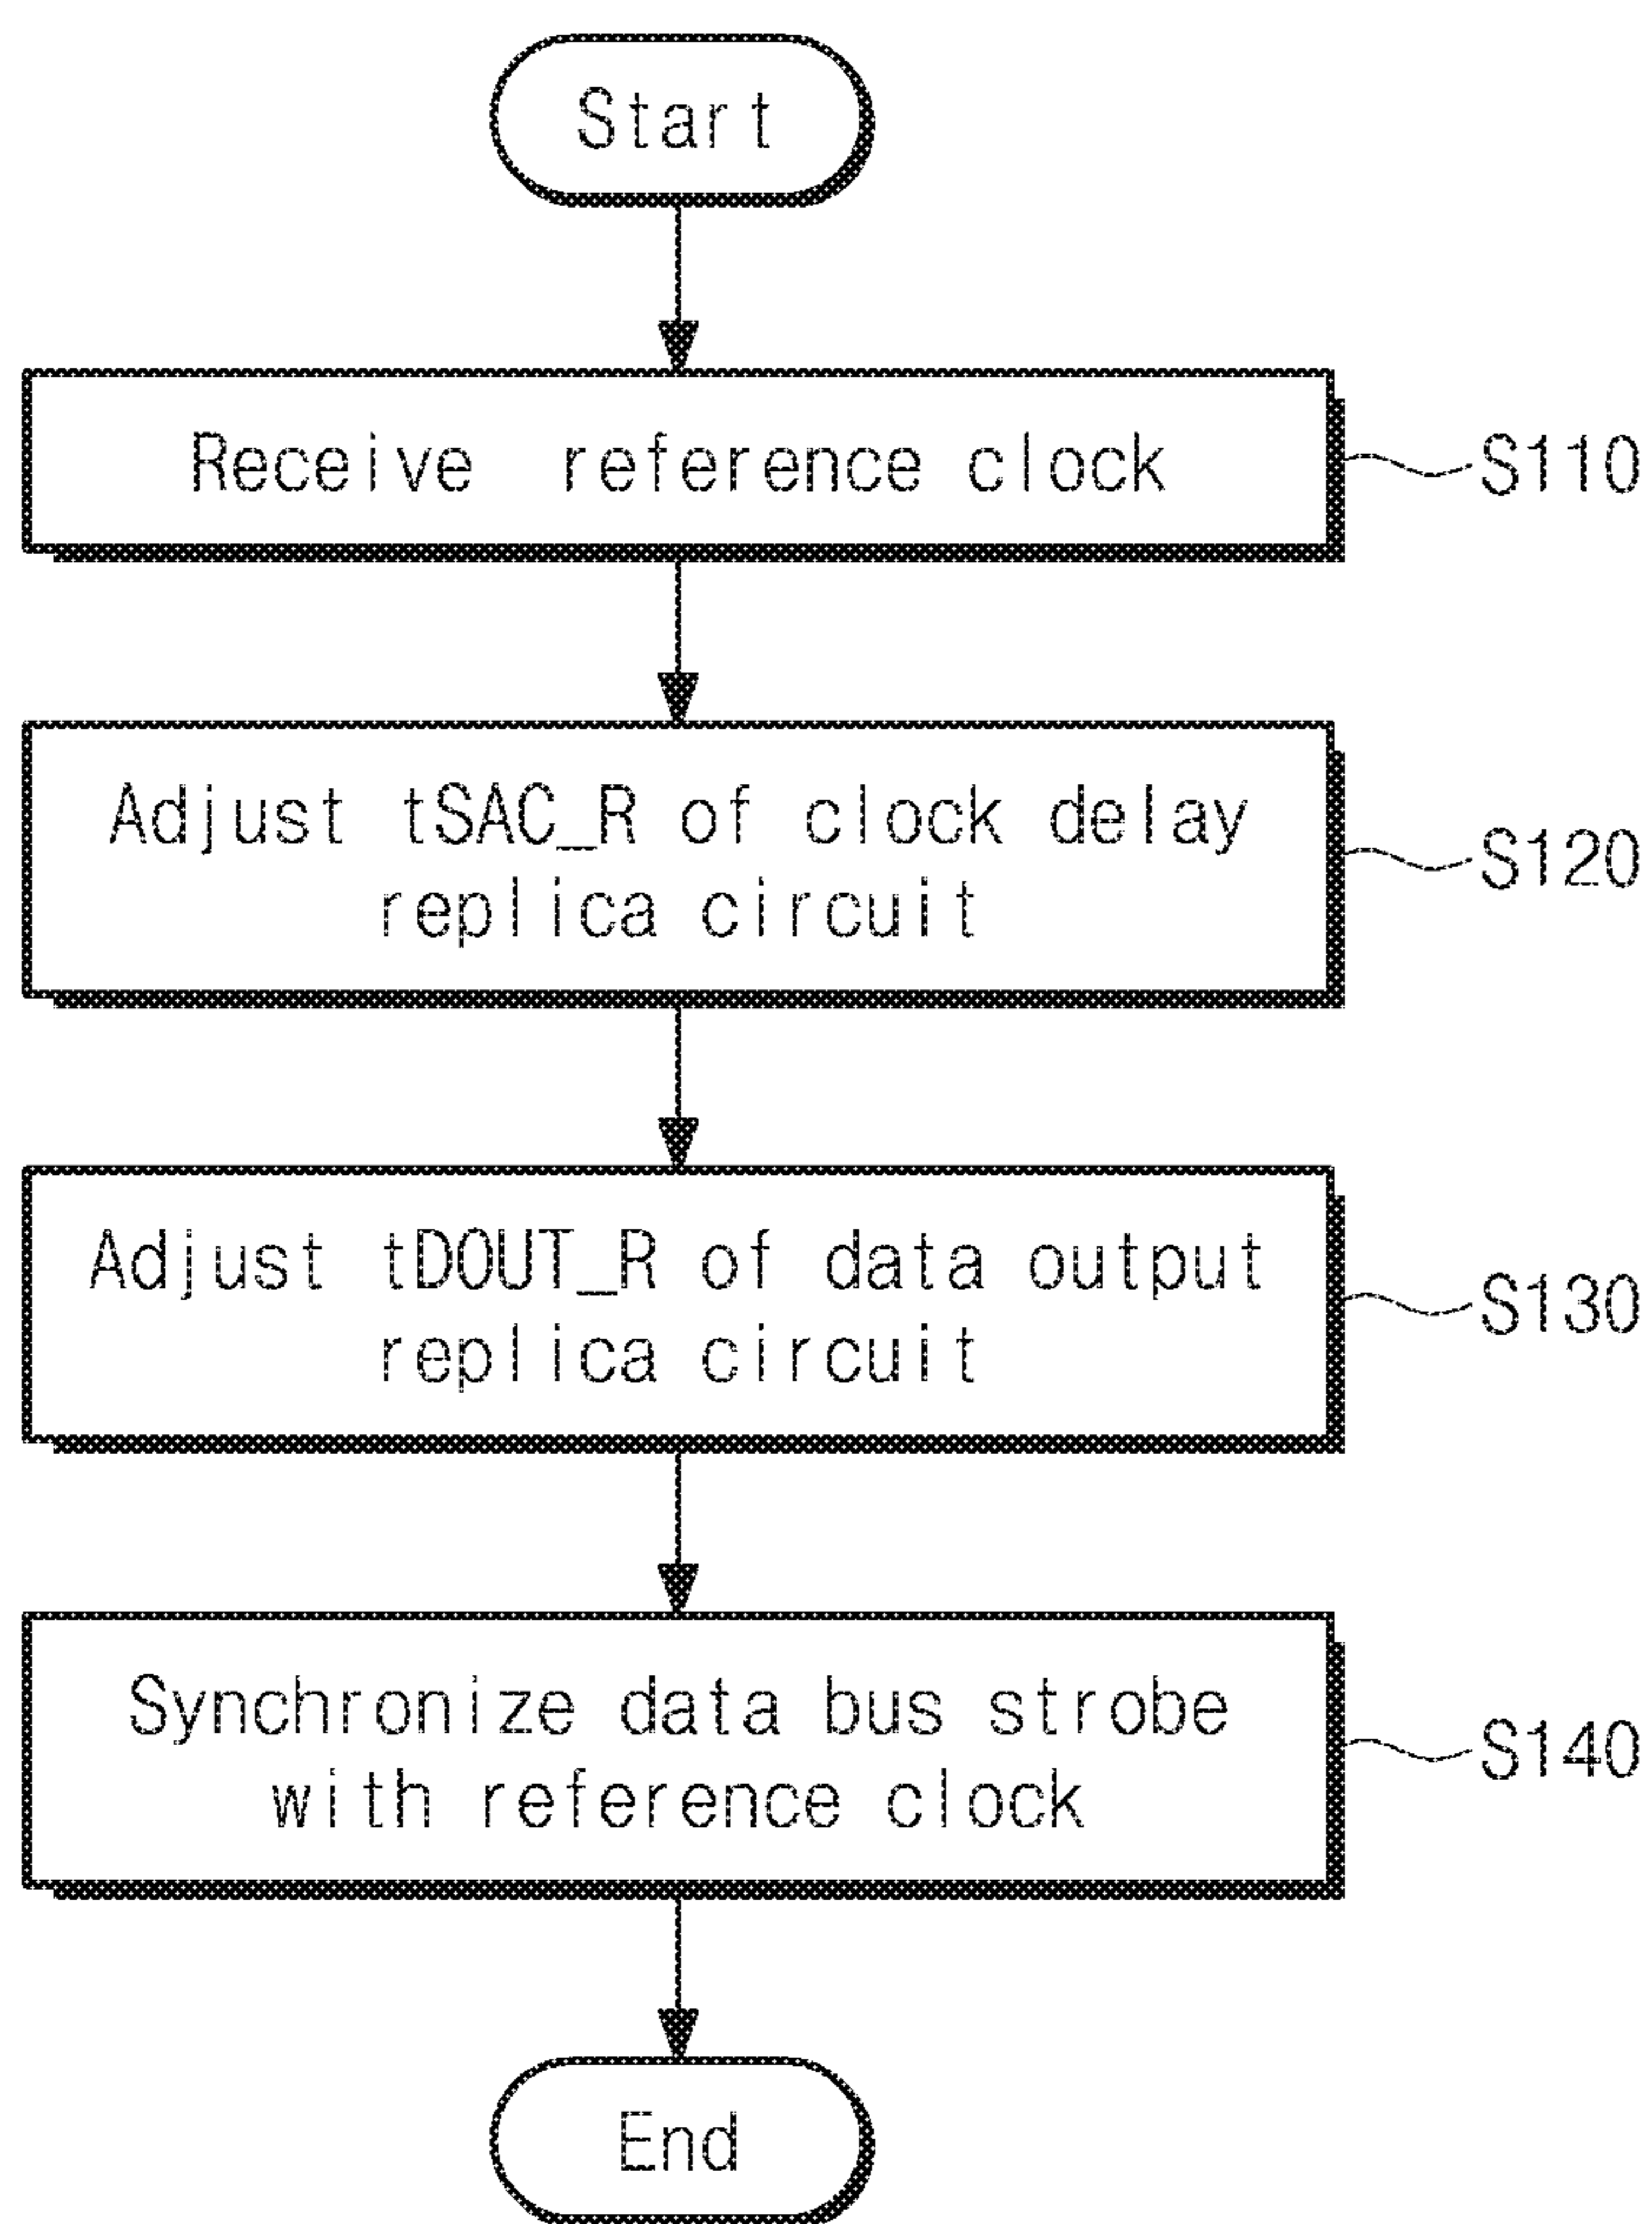 Start
Receive reference clock
S110
Adjust tSAC_R of clock delay
replica circuit
S120
Adjust tDOUT_R of data output
replica circuit
S130
Synchronize data bus strobe
with reference clock
S140
End